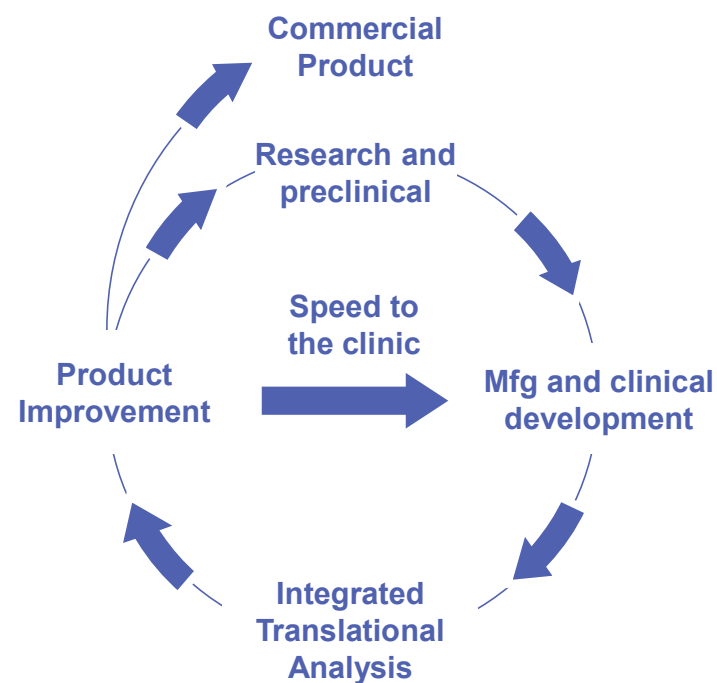 Commercial
Product
Research and
preclinical
Speed to
the clinic
Product
Improvement
Mfg and clinical
development
Integrated
Translational
Analysis